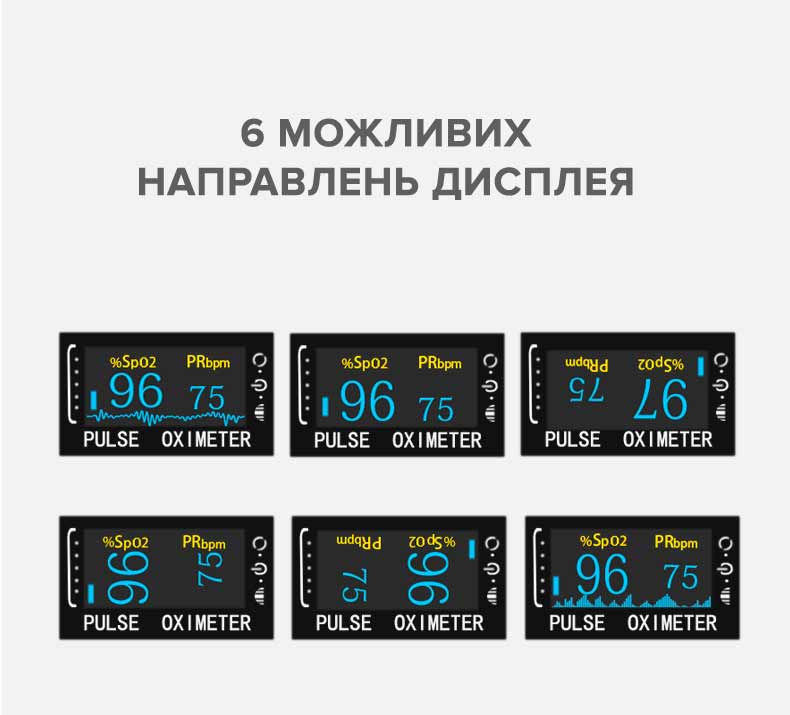 6 МОЖЛИВИХ
НАПРАВЛЕНЬ ДИСПЛЕЯ
%SpO2 PRbpm
96 75
PULSE OXIMETER
%SpO2 PRbpm
96 75
PULSE OXIMETER
PRbpm %SpO2
75 97
PULSE OXIMETER
%SpO2 PRbpm
96 75
PULSE OXIMETER
PRbpm %SpO2
75 96
PULSE OXIMETER
%SpO2 PRbpm
96 75
PULSE OXIMETER